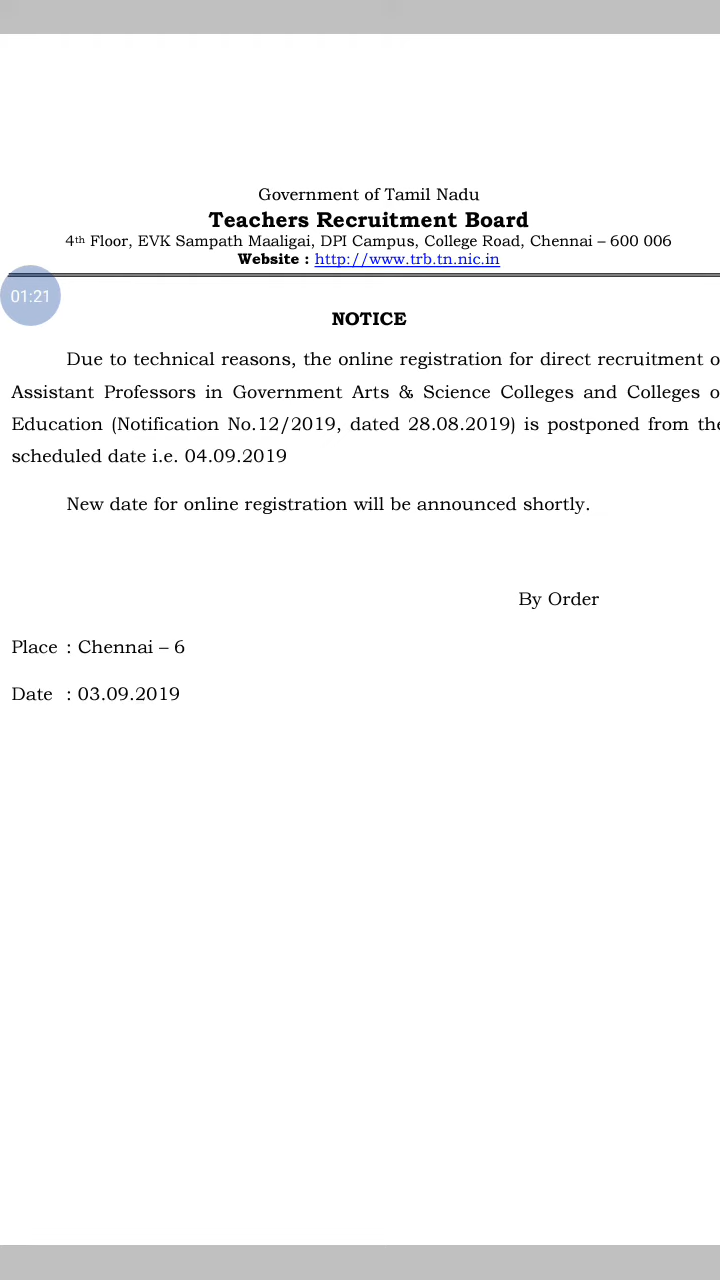 Government of Tamil Nadu
Teachers Recruitment Board
4th Floor, EVK Sampath Maaligai, DPI Campus, College Road, Chennai – 600 006
Website : http://www.trb.tn.nic.in
01:21
NOTICE
Due to technical reasons, the online registration for direct recruitment o
Assistant Professors in Government Arts & Science Colleges and Colleges o
Education (Notification No.12/2019, dated 28.08.2019) is postponed from the
scheduled date i.e. 04.09.2019
New date for online registration will be announced shortly.
By Order
Place : Chennai – 6
Date : 03.09.2019